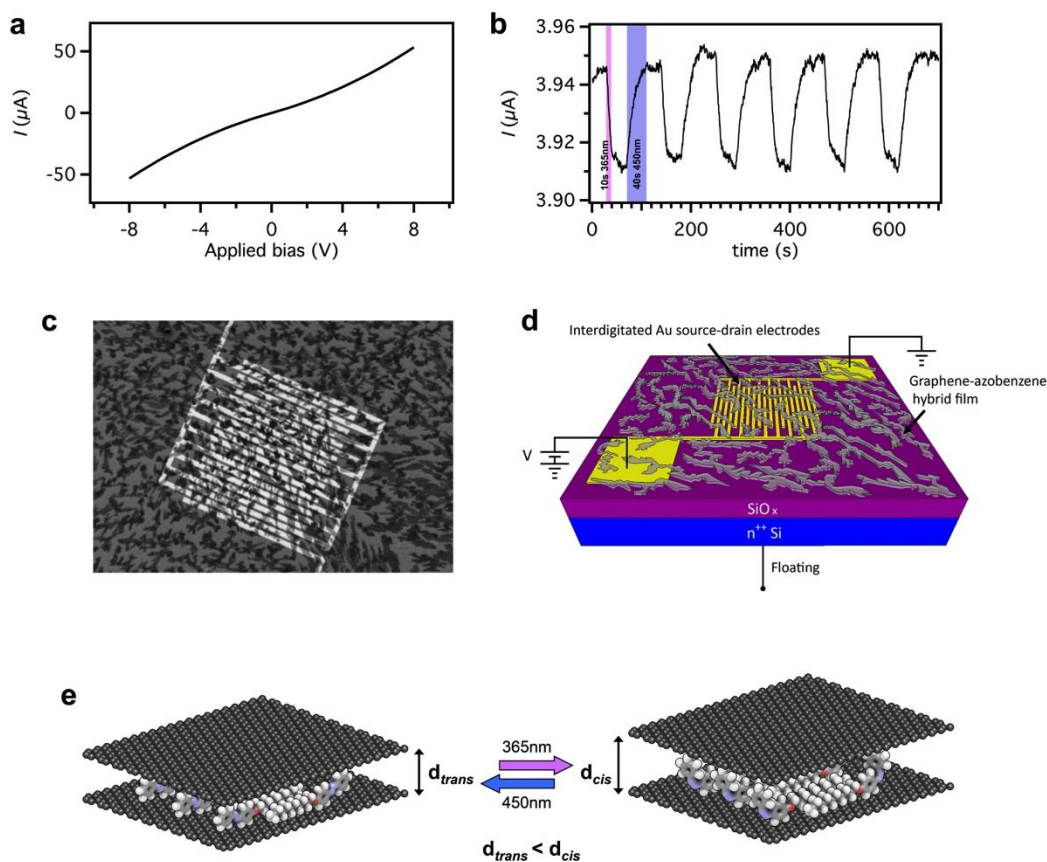 a
50
0
-50
I (µA)
-8
-4
0
4
8
Applied bias (V)
b
3.96
3.94
3.92
3.90
I (µA)
10s 365nm
40s 450nm
0
200
400
600
time (s)
c
d
Interdigitated Au source-drain electrodes
Graphene-azobenzene
hybrid film
V
SiOx
n++ Si
Floating
e
dtrans
365nm
450nm
dcis
dtrans < dcis